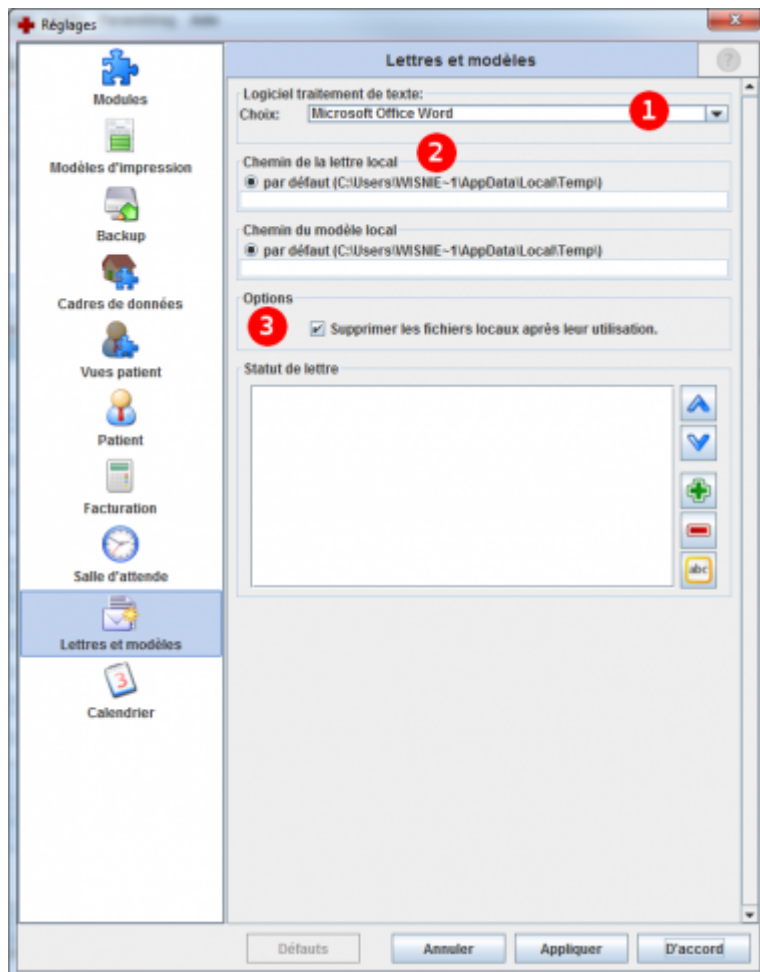 Réglages
Lettres et modèles
?
Modules
Modèles d'impression
Backup
Cadres de données
Vues patient
Patient
Facturation
Salle d'attende
Lettres et modèles
3
Calendrier
Logiciel traitement de texte:
Choix: Microsoft Office Word 1
Chemin de la lettre local 2
par défaut (C:\Users\WISNIE~1\AppData\Local\Temp\)
Chemin du modèle local
par défaut (C:\Users\WISNIE~1\AppData\Local\Temp\)
Options
3 Supprimer les fichiers locaux après leur utilisation.
Statut de lettre
abc
Défauts Annuler Appliquer D'accord